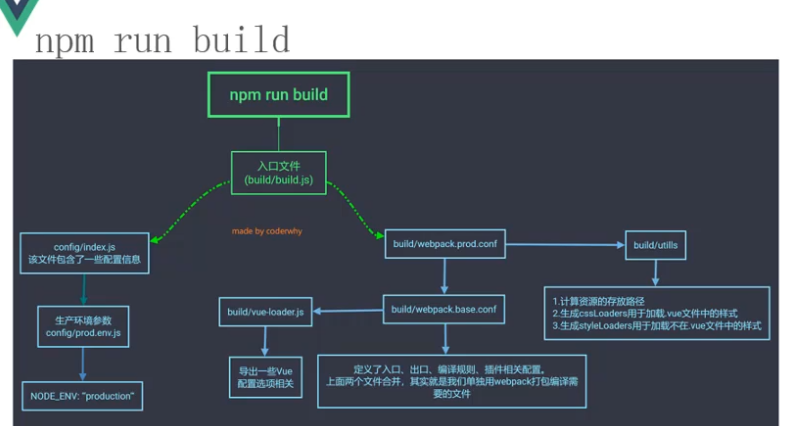 npm run build
npm run build
入口文件
(build/build.js)
made by coderwhy
config/index.js
该文件包含了一些配置信息
build/webpack.prod.conf
build/utills
生产环境参数
config/prod.env.js
build/vue-loader.js
build/webpack.base.conf
1.计算资源的存放路径
2.生成cssLoaders用于加载.vue文件中的样式
3.生成styleLoaders用于加载不在.vue文件中的样式
NODE_ENV: “production”
导出一些Vue
配置选项相关
定义了入口、出口、编译规则、插件相关配置。
上面两个文件合并，其实就是我们单独用webpack打包编译需
要的文件